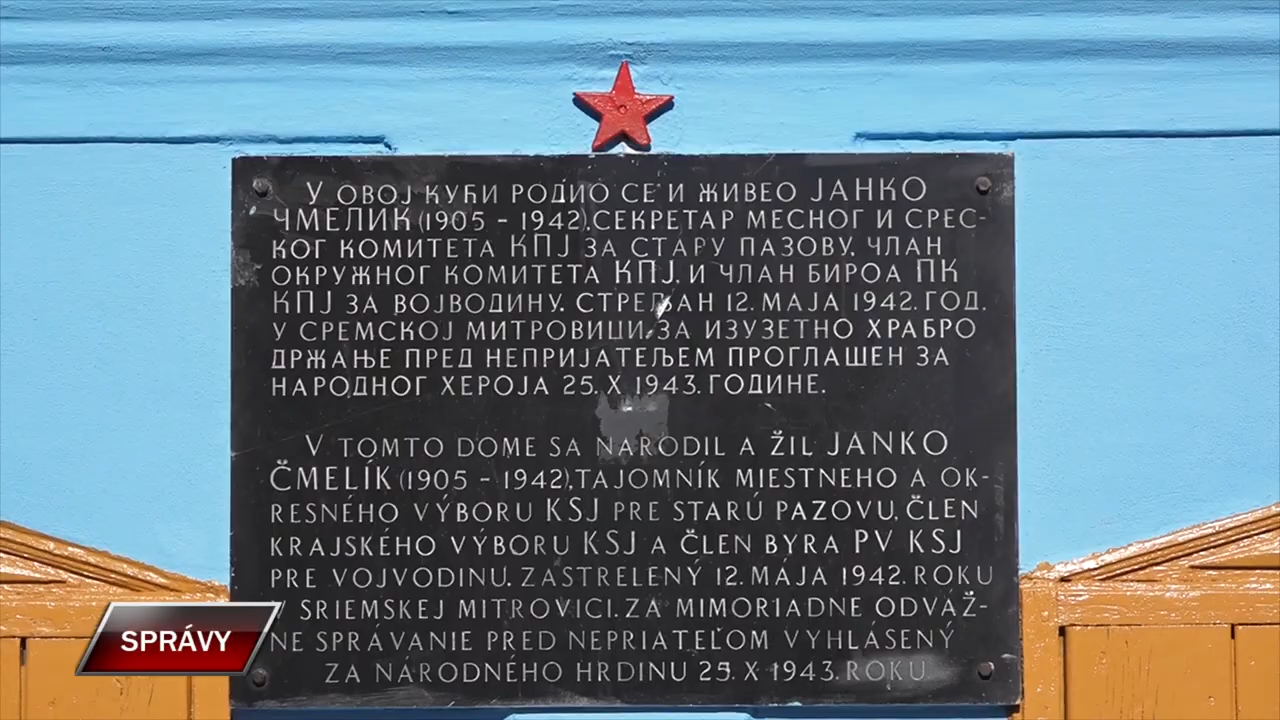 У ОВОЈ КУЋИ РОДИО СЕ И ЖИВЕО ЈАНКО
ЧМЕЛИК (1905 – 1942), СЕКРЕТАР МЕСНОГ И СРЕС-
КОГ КОМИТЕТА КПЈ ЗА СТАРУ ПАЗОВУ, ЧЛАН
ОКРУЖНОГ КОМИТЕТА КПЈ, И ЧЛАН БИРОА ПК
КПЈ ЗА ВОЈВОДИНУ. СТРЕЉАН 12. МАЈА 1942. ГОД.
У СРЕМСКОЈ МИТРОВИЦИ. ЗА ИЗУЗЕТНО ХРАБРО
ДРЖАЊЕ ПРЕД НЕПРИЈАТЕЉЕМ ПРОГЛАШЕН ЗА
НАРОДНОГ ХЕРОЈА 25. X 1943. ГОДИНЕ.
V TOMTO DOME SA NARODIL A ŽIL JANKO
ČMELÍK (1905 – 1942), TAJOMNÍK MIESTNEHO A OK-
RESNÉHO VÝBORU KSJ PRE STARÚ PAZOVU, ČLEN
KRAJSKÉHO VÝBORU KSJ A ČLEN BYRA PV KSJ
PRE VOJVODINU. ZASTRELENÝ 12. MÁJA 1942. ROKU
V SRIEMSKEJ MITROVICI. ZA MIMORIADNE ODVÁŽ-
NE SPRÁVANIE PRED NEPRIATEĽOM VYHLÁSENÝ
ZA NÁRODNÉHO HRDINU 25. X 1943. ROKU
SPRÁVY